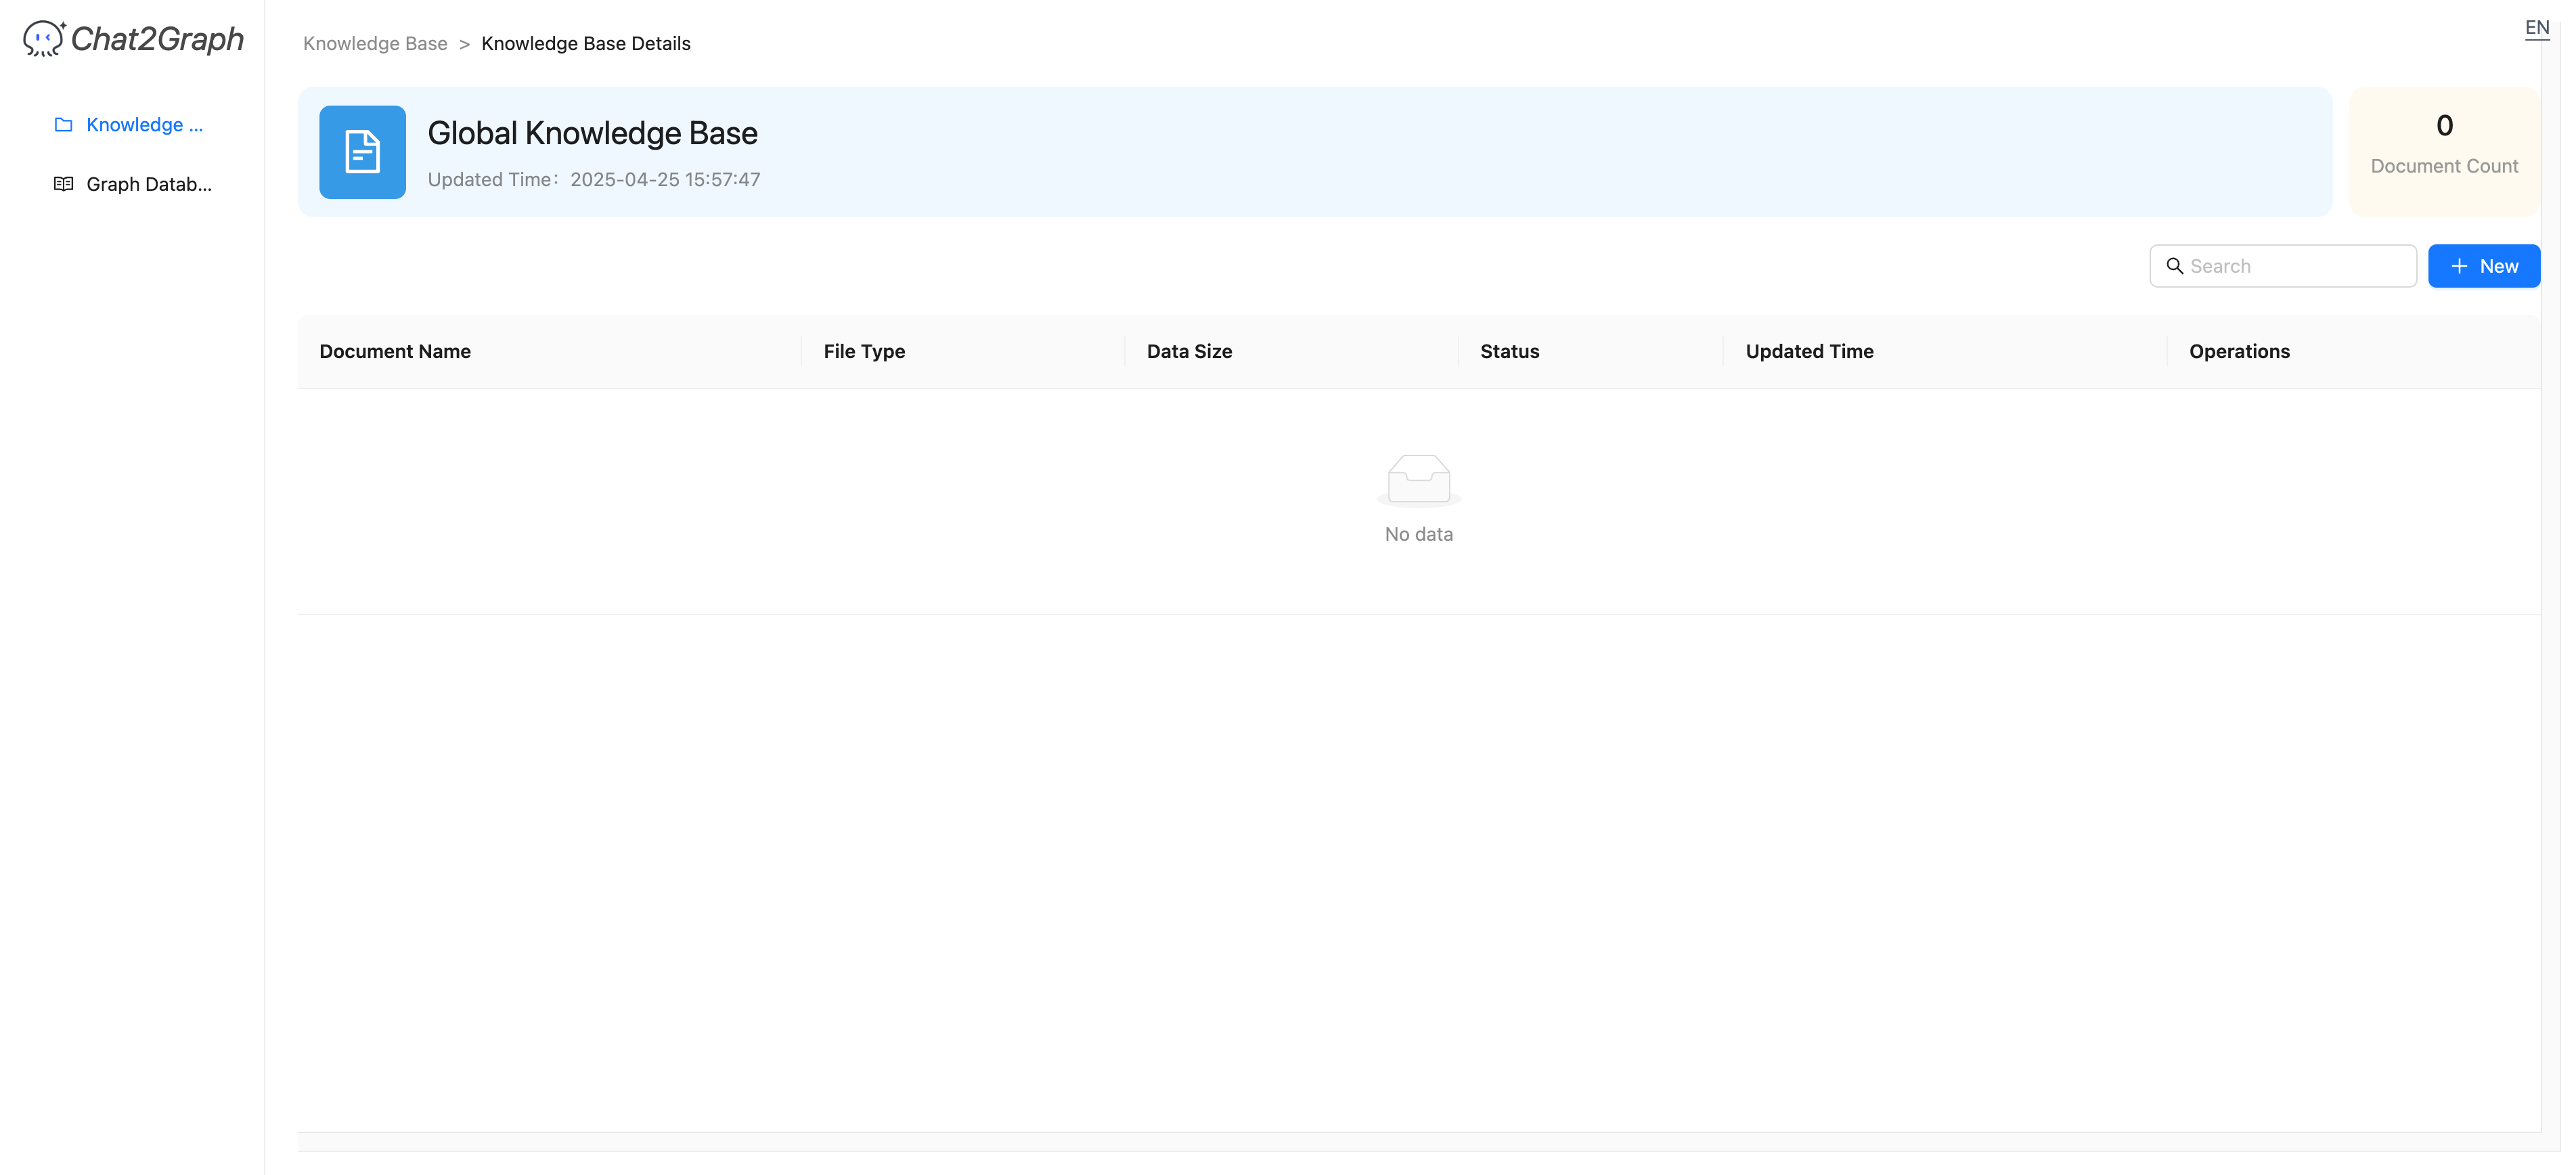 Chat2Graph
Knowledge ...
Graph Datab...
Knowledge Base > Knowledge Base Details
EN
Global Knowledge Base
Updated Time: 2025-04-25 15:57:47
0
Document Count
Search
+ New
Document Name File Type Data Size Status Updated Time Operations
No data